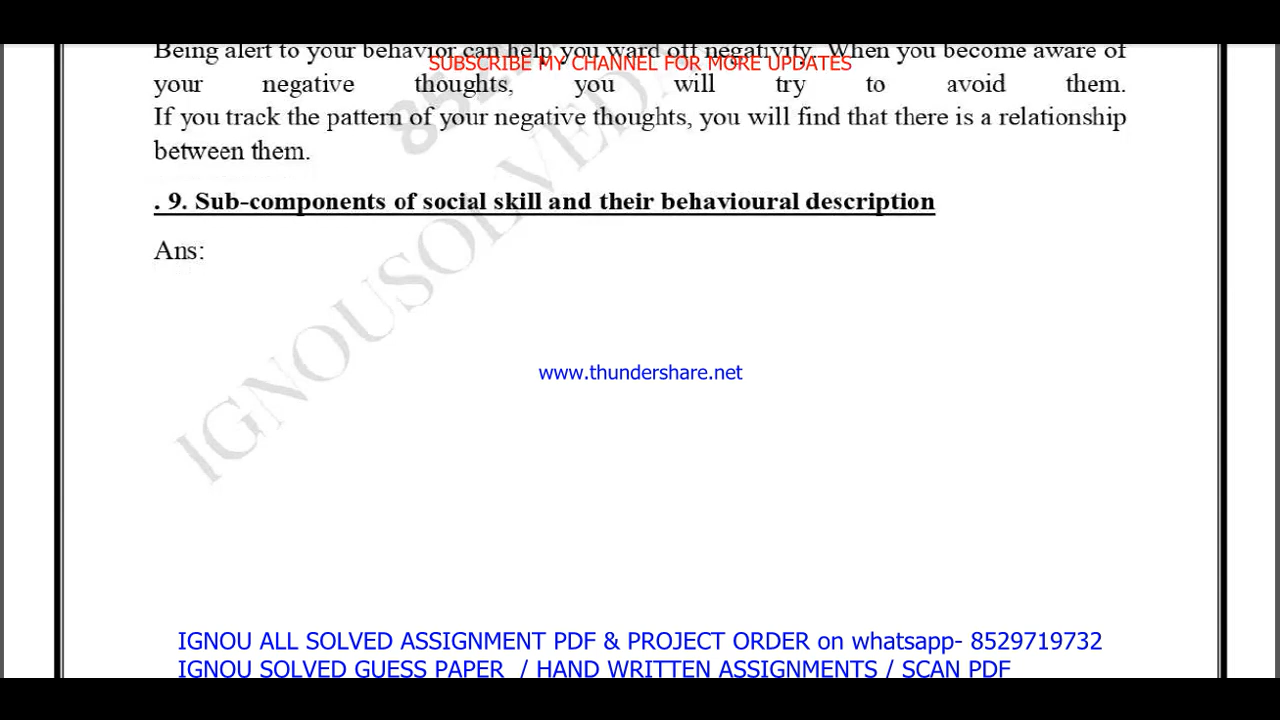 Being alert to your behavior can help you ward off negativity. When you become aware of
SUBSCRIBE MY CHANNEL FOR MORE UPDATES
your negative thoughts, you will try to avoid them.
If you track the pattern of your negative thoughts, you will find that there is a relationship
between them.
. 9. Sub-components of social skill and their behavioural description
Ans:
IGNOUSOLVED
www.thundershare.net
IGNOU ALL SOLVED ASSIGNMENT PDF & PROJECT ORDER on whatsapp- 8529719732
IGNOU SOLVED GUESS PAPER / HAND WRITTEN ASSIGNMENTS / SCAN PDF